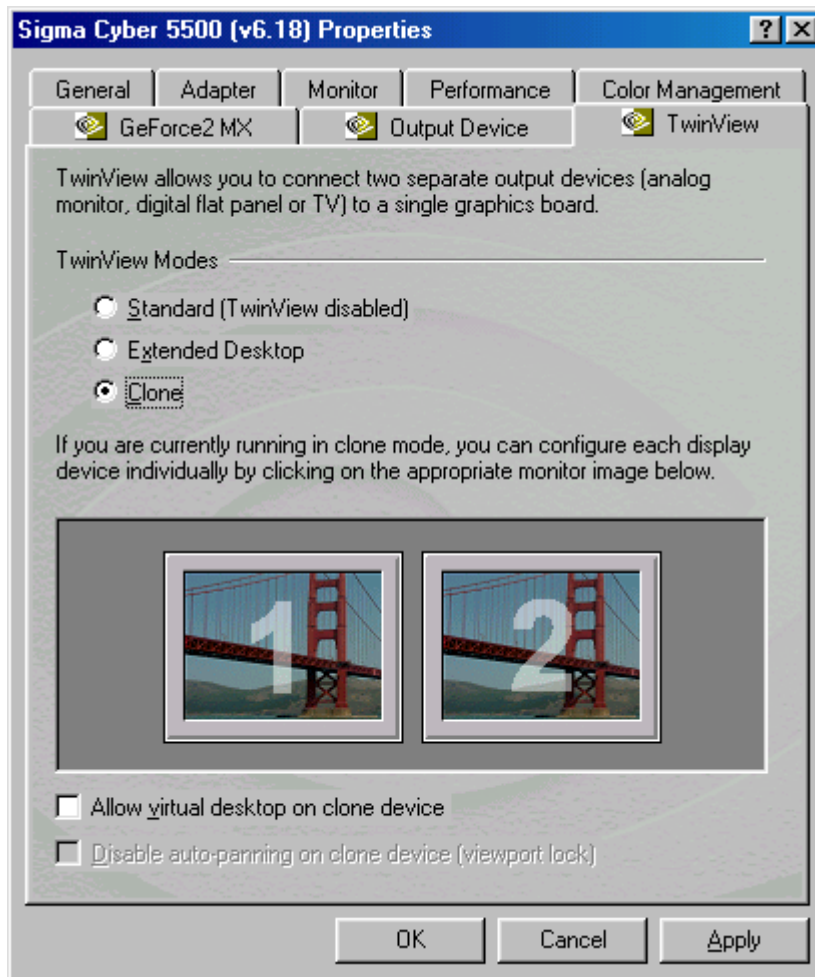 Sigma Cyber 5500 (v6.18) Properties
General Adapter Monitor Performance Color Management
GeForce2 MX Output Device TwinView
TwinView allows you to connect two separate output devices (analog
monitor, digital flat panel or TV) to a single graphics board.
TwinView Modes
Standard (TwinView disabled)
Extended Desktop
Clone
If you are currently running in clone mode, you can configure each display
device individually by clicking on the appropriate monitor image below.
1 2
Allow virtual desktop on clone device
Disable auto-panning on clone device (viewport lock)
OK Cancel Apply